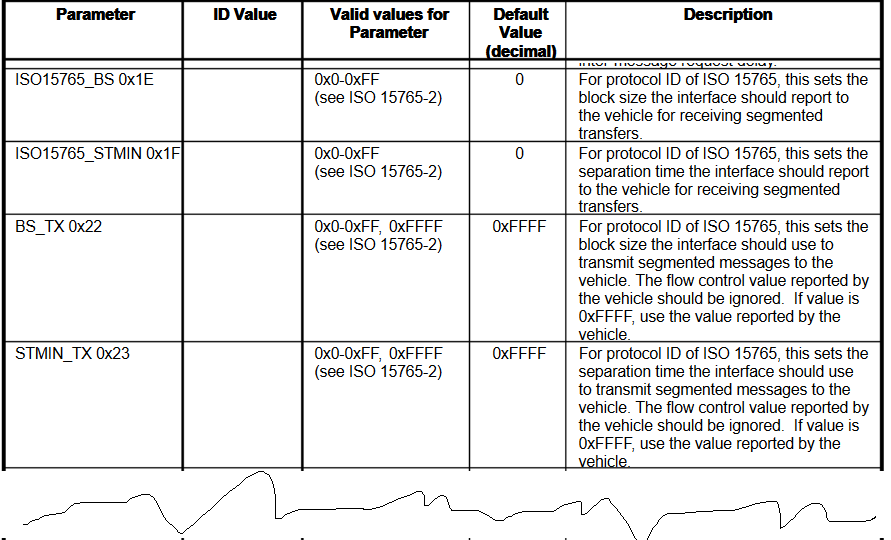 Parameter ID Value Valid values for Parameter Default Value (decimal) Description
inter message request delay.
ISO15765_BS 0x1E 0x0-0xFF 0 For protocol ID of ISO 15765, this sets the
(see ISO 15765-2) block size the interface should report to
the vehicle for receiving segmented
transfers.
ISO15765_STMIN 0x1F 0x0-0xFF 0 For protocol ID of ISO 15765, this sets the
(see ISO 15765-2) separation time the interface should report
to the vehicle for receiving segmented
transfers.
BS_TX 0x22 0x0-0xFF, 0xFFFF 0xFFFF For protocol ID of ISO 15765, this sets the
(see ISO 15765-2) block size the interface should use to
transmit segmented messages to the
vehicle. The flow control value reported by
the vehicle should be ignored. If value is
0xFFFF, use the value reported by the
vehicle.
STMIN_TX 0x23 0x0-0xFF, 0xFFFF 0xFFFF For protocol ID of ISO 15765, this sets the
(see ISO 15765-2) separation time the interface should use
to transmit segmented messages to the
vehicle. The flow control value reported by
the vehicle should be ignored. If value is
0xFFFF, use the value reported by the
vehicle.